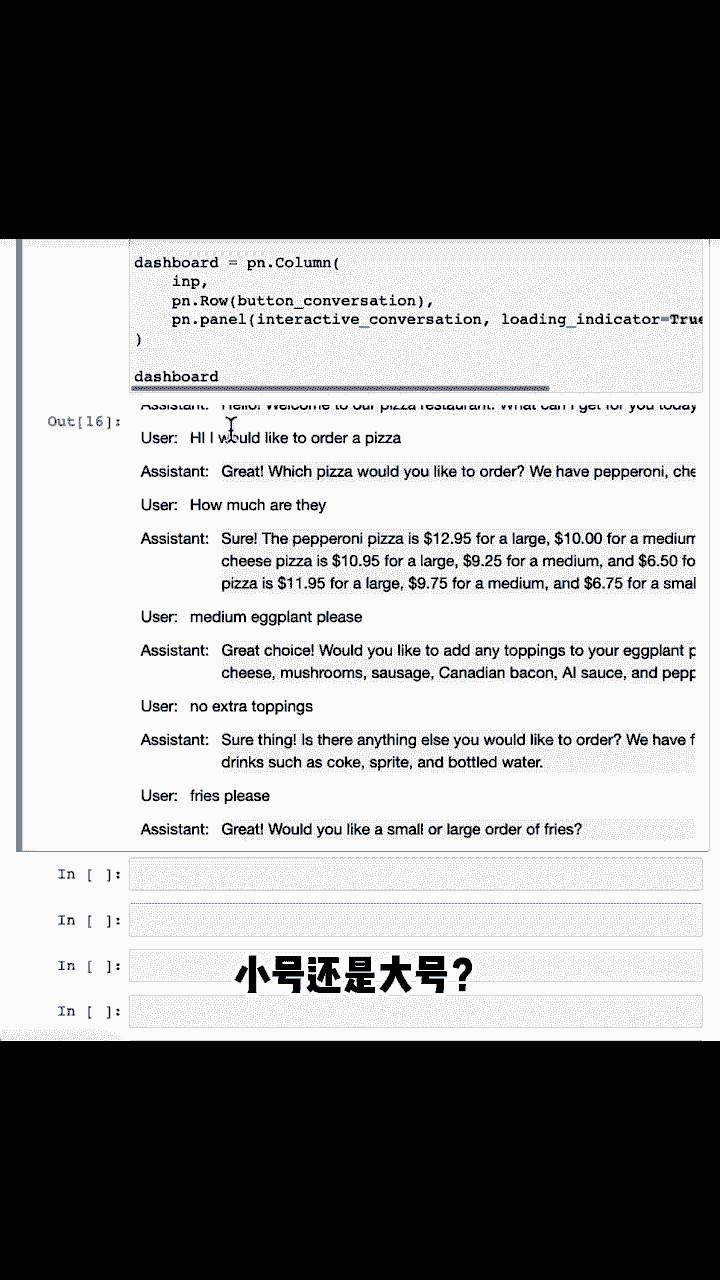 dashboard = pn.Column(
inp,
pn.Row(button_conversation),
pn.panel(interactive_conversation, loading_indicator=True
)
dashboard
Out[16]:
Assistant: Hello! Welcome to our pizza restaurant. What can I get for you today
User: HI I would like to order a pizza
Assistant: Great! Which pizza would you like to order? We have pepperoni, che
User: How much are they
Assistant: Sure! The pepperoni pizza is $12.95 for a large, $10.00 for a medium
cheese pizza is $10.95 for a large, $9.25 for a medium, and $6.50 fo
pizza is $11.95 for a large, $9.75 for a medium, and $6.75 for a smal
User: medium eggplant please
Assistant: Great choice! Would you like to add any toppings to your eggplant p
cheese, mushrooms, sausage, Canadian bacon, AI sauce, and pepp
User: no extra toppings
Assistant: Sure thing! Is there anything else you would like to order? We have f
drinks such as coke, sprite, and bottled water.
User: fries please
Assistant: Great! Would you like a small or large order of fries?
In [ ]:
In [ ]:
In [ ]:
小号还是大号？
In [ ]: